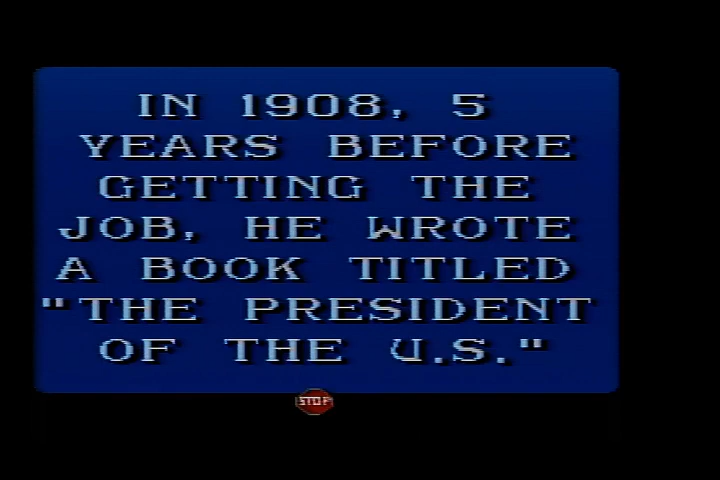 IN 1908, 5
YEARS BEFORE
GETTING THE
JOB, HE WROTE
A BOOK TITLED
"THE PRESIDENT
OF THE U.S."
STOP